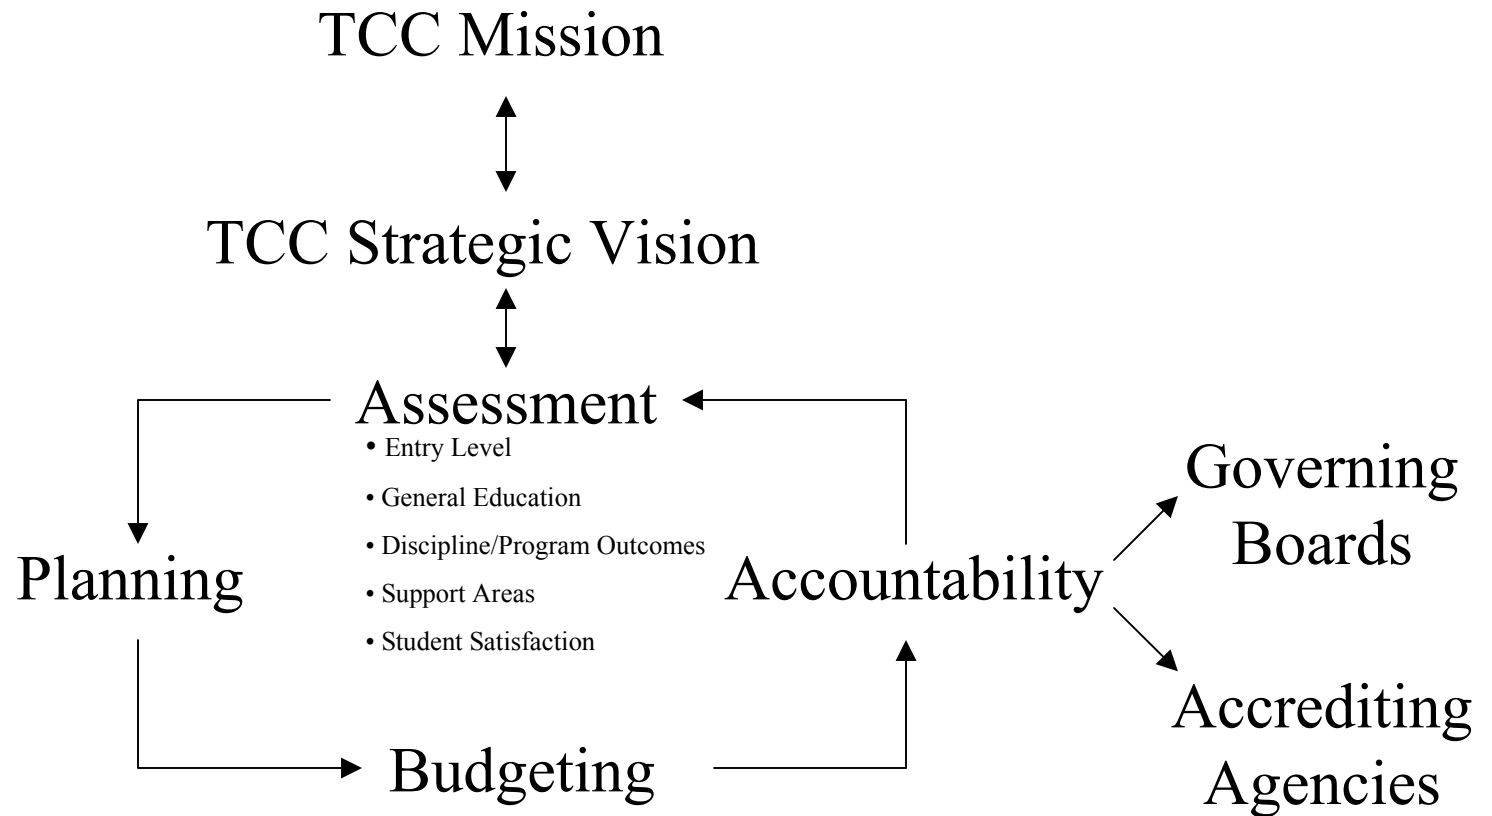 TCC Mission
TCC Strategic Vision
Assessment
• Entry Level
• General Education
• Discipline/Program Outcomes
• Support Areas
• Student Satisfaction
Planning
Budgeting
Accountability
Governing
Boards
Accrediting
Agencies